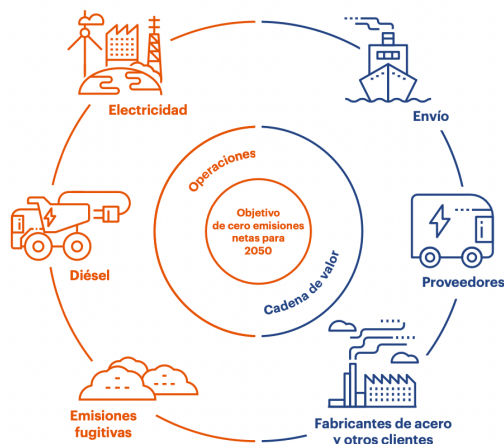 Electricidad
Envío
Operaciones
Objetivo
de cero emisiones
netas para
2050
Diésel
Proveedores
Cadena de valor
Emisiones
fugitivas
Fabricantes de acero
y otros clientes